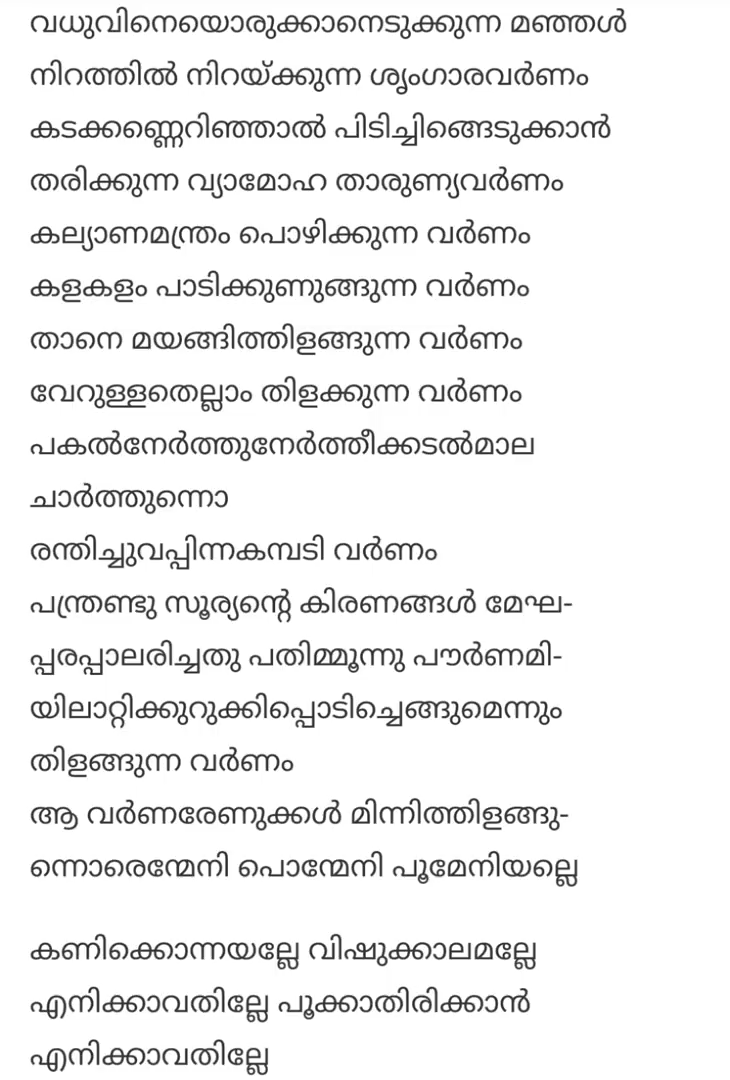 വധുവിനെയൊരുക്കാനെടുക്കുന്ന മഞ്ഞൾ
നിറത്തിൽ നിറയ്ക്കുന്ന ശൃംഗാരവർണം
കടക്കണ്ണെറിഞ്ഞാൽ പിടിച്ചിങ്ങെടുക്കാൻ
തരിക്കുന്ന വ്യാമോഹ താരുണ്യവർണം
കല്യാണമന്ത്രം പൊഴിക്കുന്ന വർണം
കളകളം പാടിക്കുണുങ്ങുന്ന വർണം
താനെ മയങ്ങിത്തിളങ്ങുന്ന വർണം
വേറുള്ളതെല്ലാം തിളക്കുന്ന വർണം
പകൽനേർത്തുനേർത്തീക്കടൽമാല
ചാർത്തുന്നൊ
രന്തിച്ചുവപ്പിന്നകമ്പടി വർണം
പന്ത്രണ്ടു സൂര്യന്റെ കിരണങ്ങൾ മേഘ-
പ്പരപ്പാലരിച്ചതു പതിമ്മൂന്നു പൗർണമി-
യിലാറ്റിക്കുറുക്കിപ്പൊടിച്ചെങ്ങുമെന്നും
തിളങ്ങുന്ന വർണം
ആ വർണരേണുക്കൾ മിന്നിത്തിളങ്ങു-
ന്നൊരെന്മേനി പൊന്മേനി പൂമേനിയല്ലെ
കണിക്കൊന്നയല്ലേ വിഷുക്കാലമല്ലേ
എനിക്കാവതില്ലേ പൂക്കാതിരിക്കാൻ
എനിക്കാവതില്ലേ